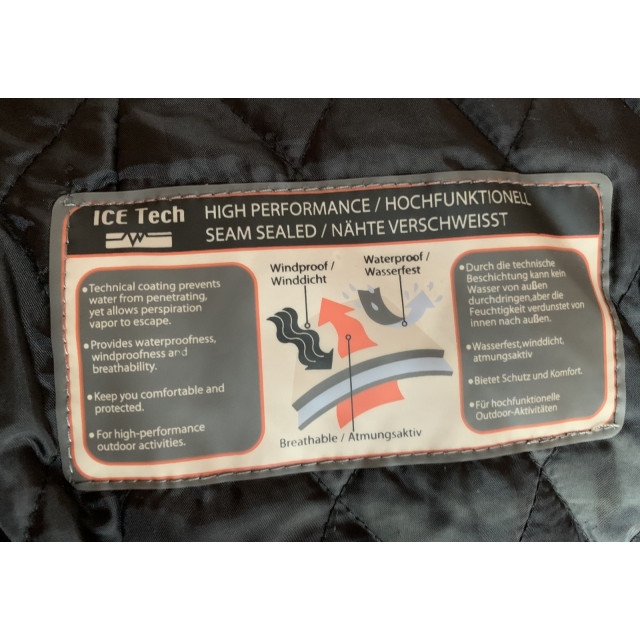 ICE Tech
HIGH PERFORMANCE / HOCHFUNKTIONELL
SEAM SEALED / NÄHTE VERSCHWEISST
• Technical coating prevents
water from penetrating,
yet allows perspiration
vapor to escape.
• Provides waterproofness,
windproofness and
breathability.
• Keep you comfortable and
protected.
• For high-performance
outdoor activities.
Windproof /
Winddicht
Waterproof /
Wasserfest
Breathable / Atmungsaktiv
• Durch die technische
Beschichtung kann kein
Wasser von außen
durchdringen,aber die
Feuchtigkeit verdunstet von
innen nach außen.
• Wasserfest,winddicht,
atmungsaktiv
• Bietet Schutz und Komfort.
• Für hochfunktionelle
Outdoor-Aktivitäten